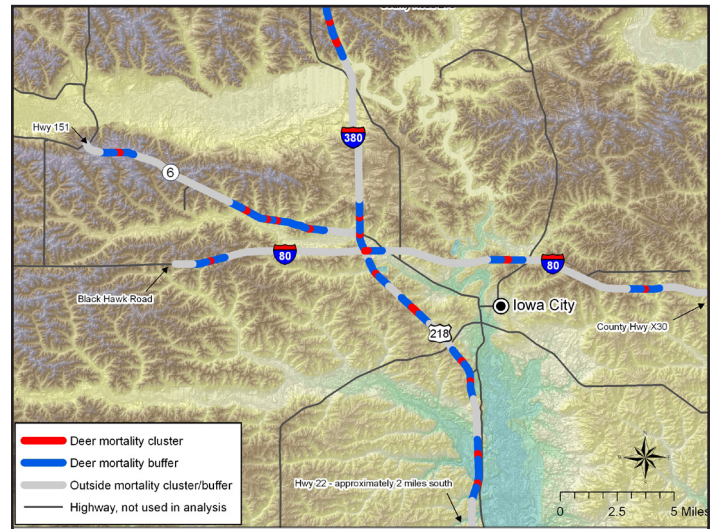 Hwy 151
380
6
80
80
Black Hawk Road
Iowa City
County Hwy X30
218
Deer mortality cluster
Deer mortality buffer
Outside mortality cluster/buffer
Highway, not used in analysis
Hwy 22 - approximately 2 miles south
0 2.5 5 Miles